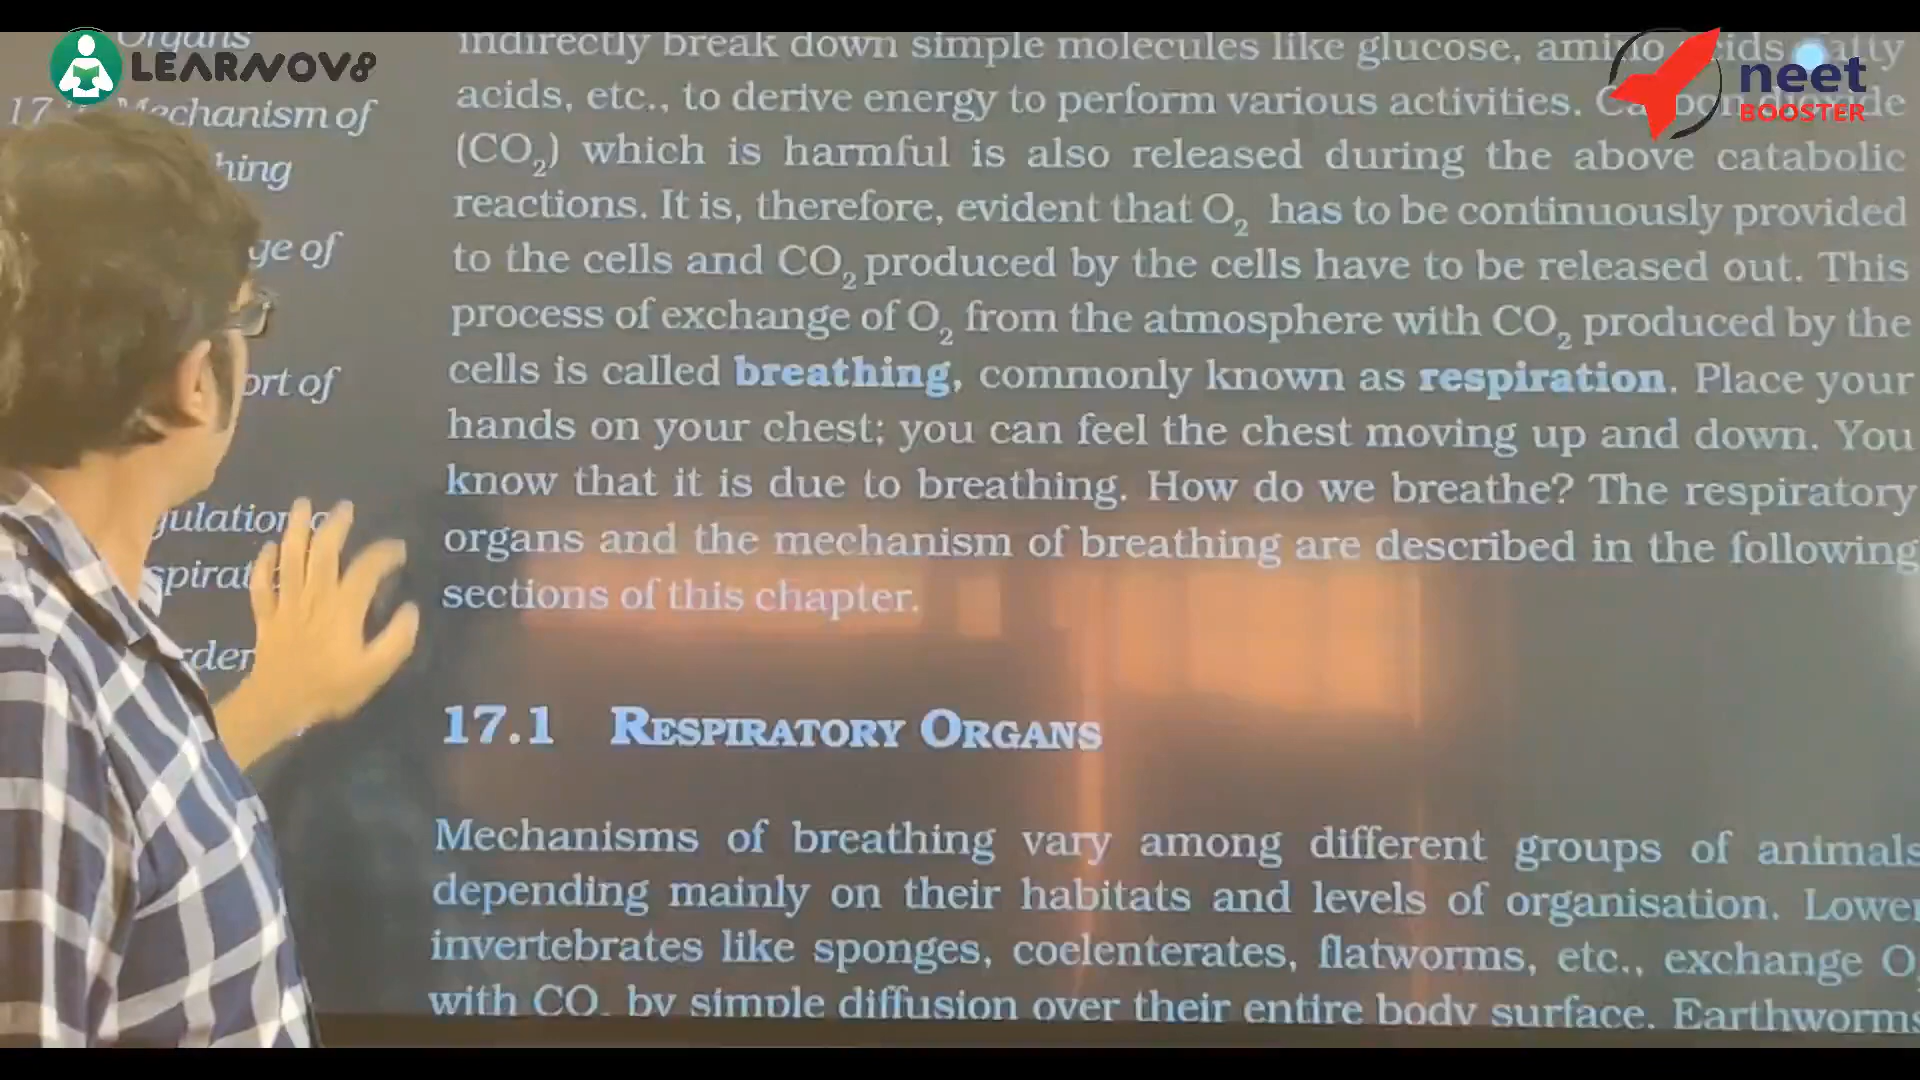 LEARNOV8
neet
BOOSTER
Organs
17. Mechanism of
hing
ge of
ort of
gulation
spirat
rder
indirectly break down simple molecules like glucose, amino fatty
acids, etc., to derive energy to perform various activities.
(CO2) which is harmful is also released during the above catabolic
reactions. It is, therefore, evident that O2 has to be continuously provided
to the cells and CO2 produced by the cells have to be released out. This
process of exchange of O2 from the atmosphere with CO2 produced by the
cells is called breathing, commonly known as respiration. Place your
hands on your chest; you can feel the chest moving up and down. You
know that it is due to breathing. How do we breathe? The respiratory
organs and the mechanism of breathing are described in the following
sections of this chapter.
17.1 RESPIRATORY ORGANS
Mechanisms of breathing vary among different groups of animals
depending mainly on their habitats and levels of organisation. Lower
invertebrates like sponges, coelenterates, flatworms, etc., exchange O2
with CO2 by simple diffusion over their entire body surface. Earthworms